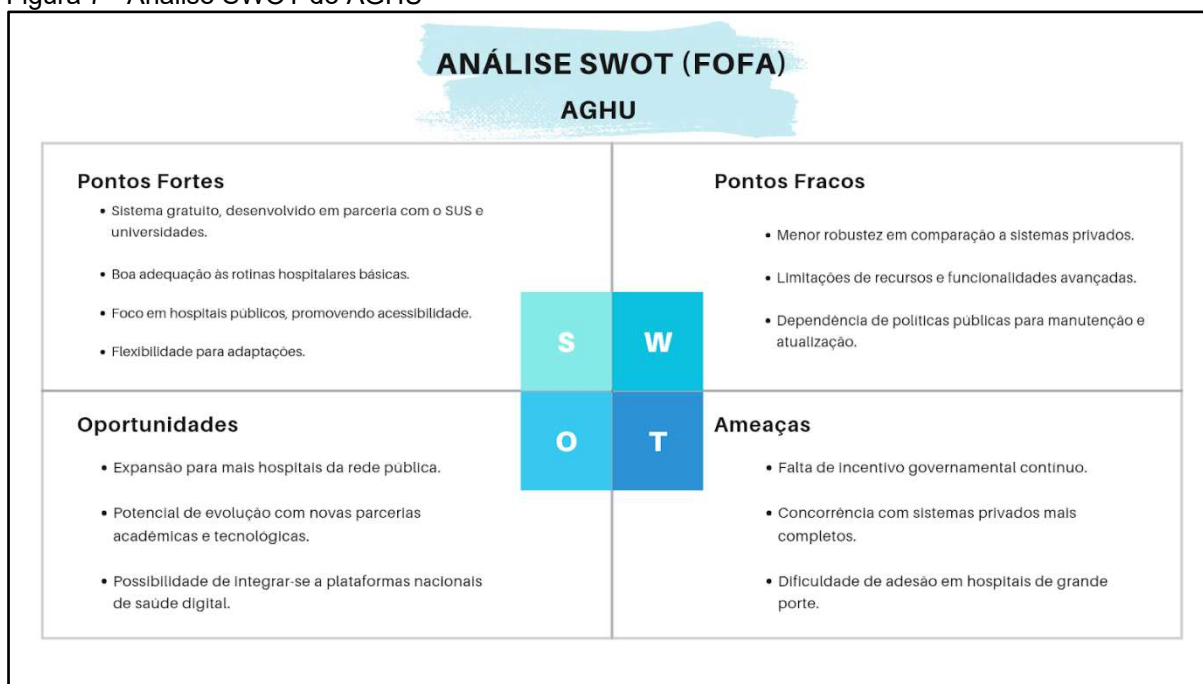 Figura 7 - Análise SWOT do AGHU
ANÁLISE SWOT (FOFA)
AGHU
Pontos Fortes
• Sistema gratuito, desenvolvido em parceria com o SUS e
universidades.
• Boa adequação às rotinas hospitalares básicas.
• Foco em hospitais públicos, promovendo acessibilidade.
• Flexibilidade para adaptações.
Pontos Fracos
• Menor robustez em comparação a sistemas privados.
• Limitações de recursos e funcionalidades avançadas.
• Dependência de políticas públicas para manutenção e
atualização.
S
W
O
T
Oportunidades
• Expansão para mais hospitais da rede pública.
• Potencial de evolução com novas parcerias
acadêmicas e tecnológicas.
• Possibilidade de integrar-se a plataformas nacionais
de saúde digital.
Ameaças
• Falta de incentivo governamental contínuo.
• Concorrência com sistemas privados mais
completos.
• Dificuldade de adesão em hospitais de grande
porte.